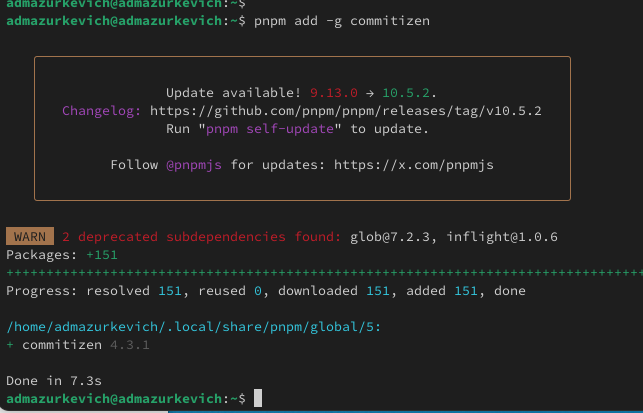 admazurkevich@admazurkevich:~$
admazurkevich@admazurkevich:~$ pnpm add -g commitizen
Update available! 9.13.0 → 10.5.2.
Changelog: https://github.com/pnpm/pnpm/releases/tag/v10.5.2
Run "pnpm self-update" to update.
Follow @pnpmjs for updates: https://x.com/pnpmjs
WARN 2 deprecated subdependencies found: glob@7.2.3, inflight@1.0.6
Packages: +151
++++++++++++++++++++++++++++++++++++++++++++++++++++++++++++++++++++++++++++++++
Progress: resolved 151, reused 0, downloaded 151, added 151, done
/home/admazurkevich/.local/share/pnpm/global/5:
+ commitizen 4.3.1
Done in 7.3s
admazurkevich@admazurkevich:~$